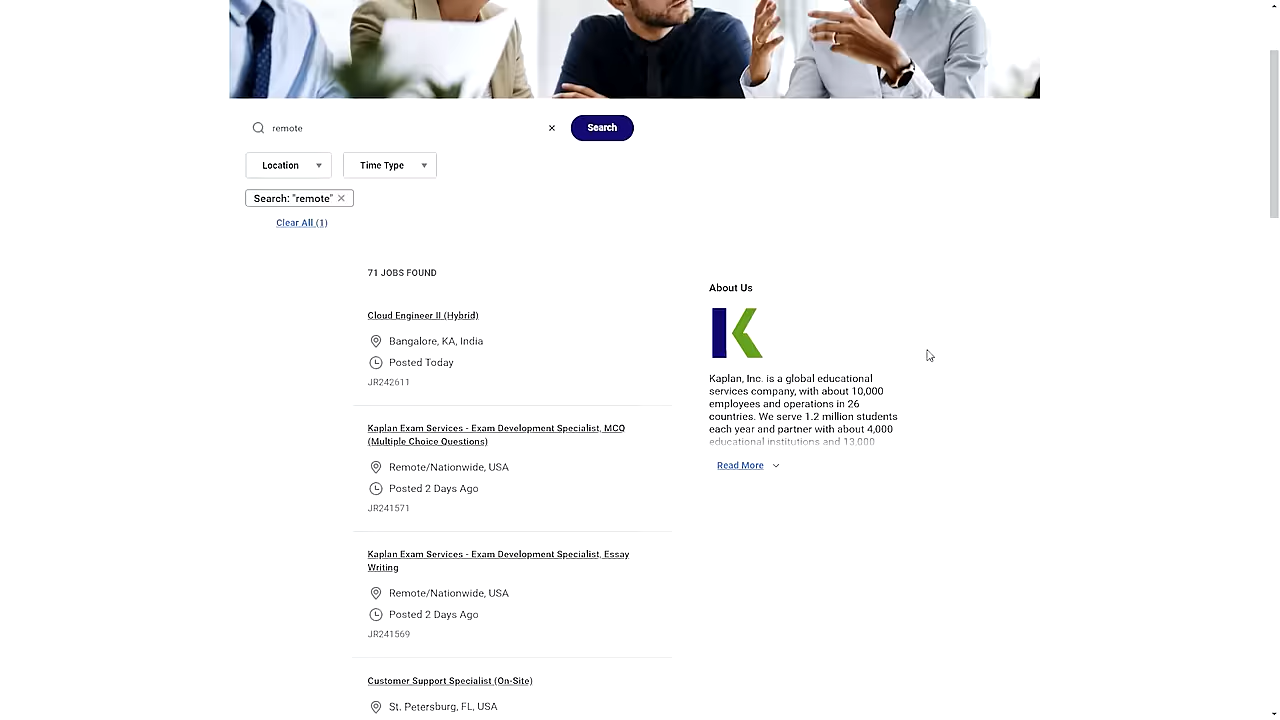 remote
Search
Location
Time Type
Search: "remote"
Clear All (1)
71 JOBS FOUND
Cloud Engineer II (Hybrid)
Bangalore, KA, India
Posted Today
JR242611
Kaplan Exam Services - Exam Development Specialist, MCQ
(Multiple Choice Questions)
Remote/Nationwide, USA
Posted 2 Days Ago
JR241571
Kaplan Exam Services - Exam Development Specialist, Essay
Writing
Remote/Nationwide, USA
Posted 2 Days Ago
JR241569
Customer Support Specialist (On-Site)
St. Petersburg, FL, USA
About Us
Kaplan, Inc. is a global educational
services company, with about 10,000
employees and operations in 26
countries. We serve 1.2 million students
each year and partner with about 4,000
educational institutions and 13,000
Read More